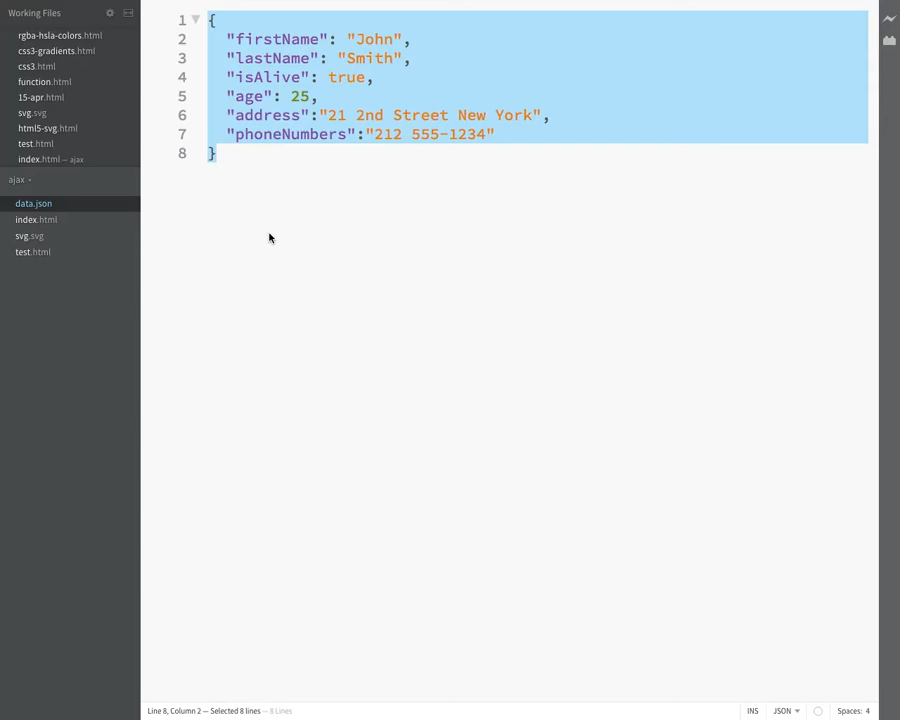 Working Files
rgba-hsla-colors.html
css3-gradients.html
css3.html
function.html
15-apr.html
svg.svg
html5-svg.html
test.html
index.html — ajax
ajax
data.json
index.html
svg.svg
test.html
1 {
2 "firstName": "John",
3 "lastName": "Smith",
4 "isAlive": true,
5 "age": 25,
6 "address":"21 2nd Street New York",
7 "phoneNumbers":"212 555-1234"
8 }
Line 8, Column 2 — Selected 8 lines — 8 Lines INS JSON Spaces: 4